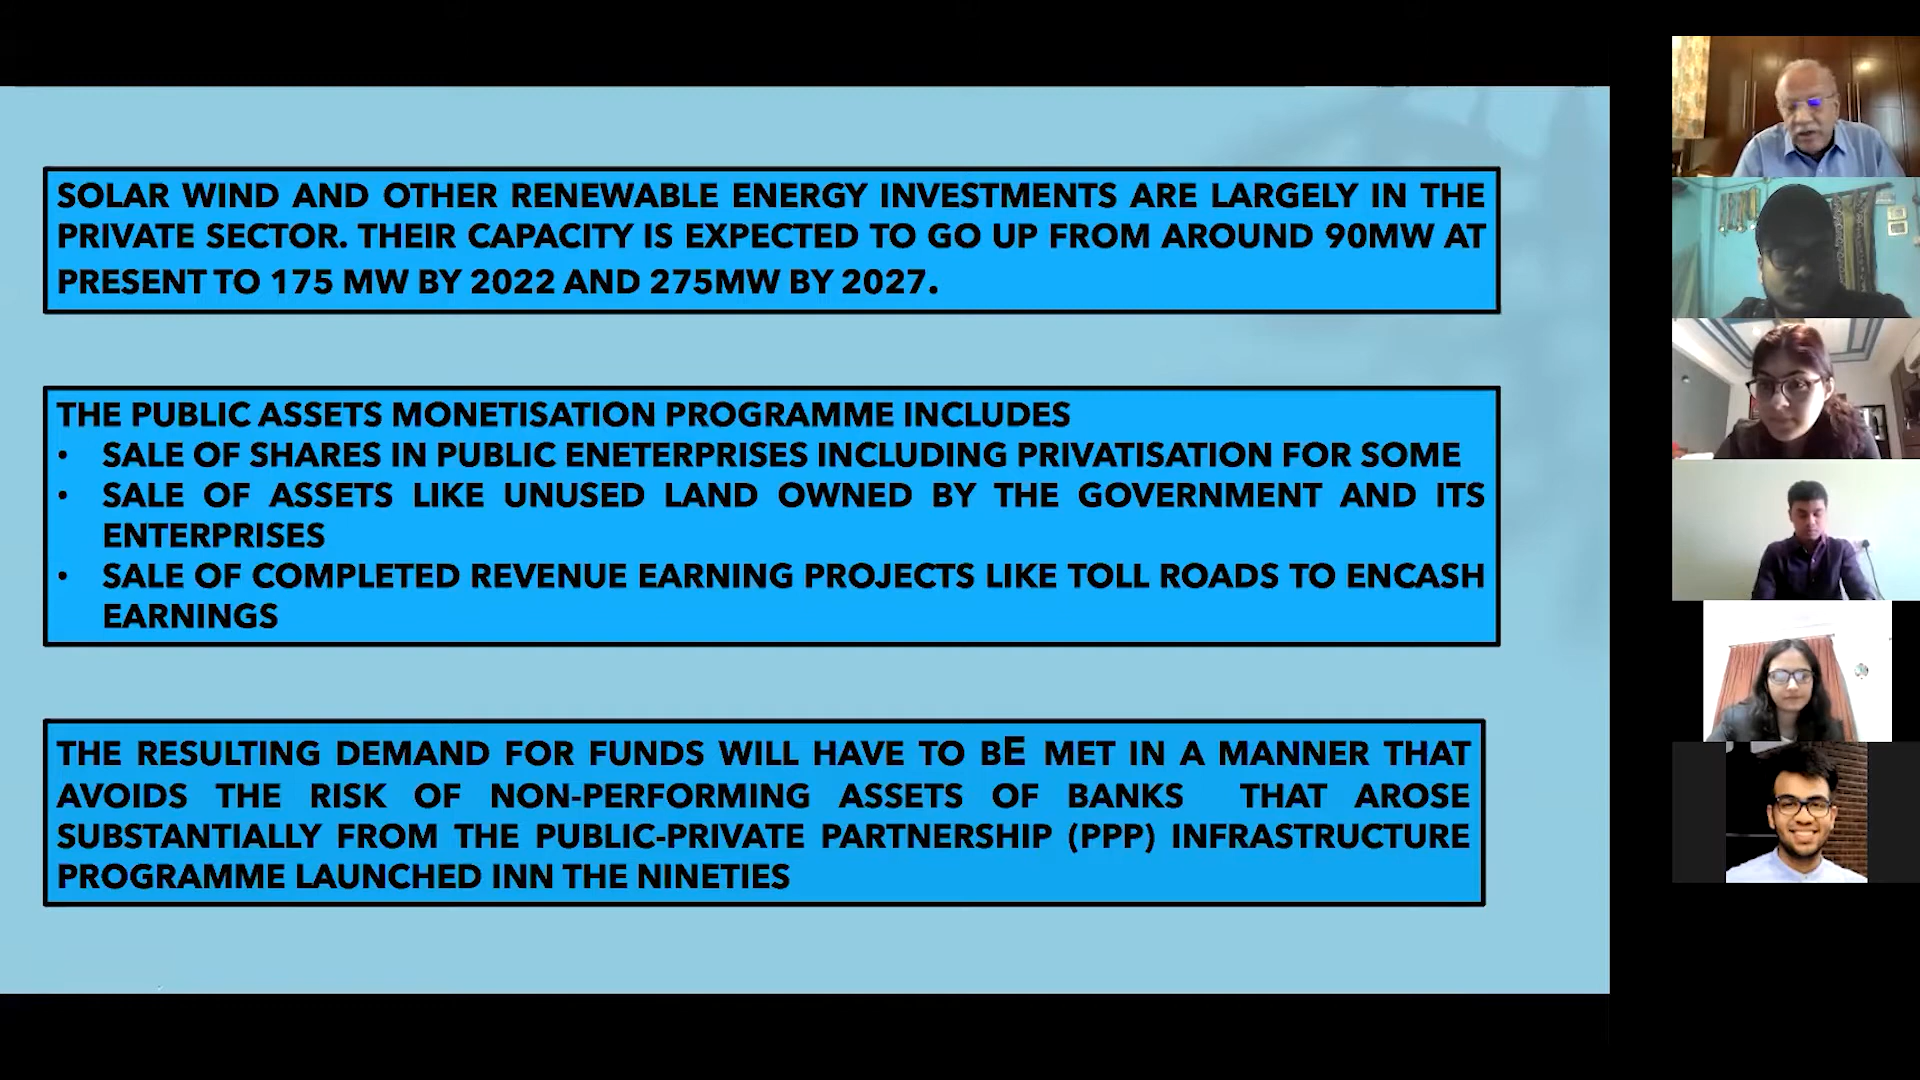 SOLAR WIND AND OTHER RENEWABLE ENERGY INVESTMENTS ARE LARGELY IN THE
PRIVATE SECTOR. THEIR CAPACITY IS EXPECTED TO GO UP FROM AROUND 90MW AT
PRESENT TO 175 MW BY 2022 AND 275MW BY 2027.
THE PUBLIC ASSETS MONETISATION PROGRAMME INCLUDES
• SALE OF SHARES IN PUBLIC ENETERPRISES INCLUDING PRIVATISATION FOR SOME
• SALE OF ASSETS LIKE UNUSED LAND OWNED BY THE GOVERNMENT AND ITS
ENTERPRISES
• SALE OF COMPLETED REVENUE EARNING PROJECTS LIKE TOLL ROADS TO ENCASH
EARNINGS
THE RESULTING DEMAND FOR FUNDS WILL HAVE TO BE MET IN A MANNER THAT
AVOIDS THE RISK OF NON-PERFORMING ASSETS OF BANKS THAT AROSE
SUBSTANTIALLY FROM THE PUBLIC-PRIVATE PARTNERSHIP (PPP) INFRASTRUCTURE
PROGRAMME LAUNCHED INN THE NINETIES